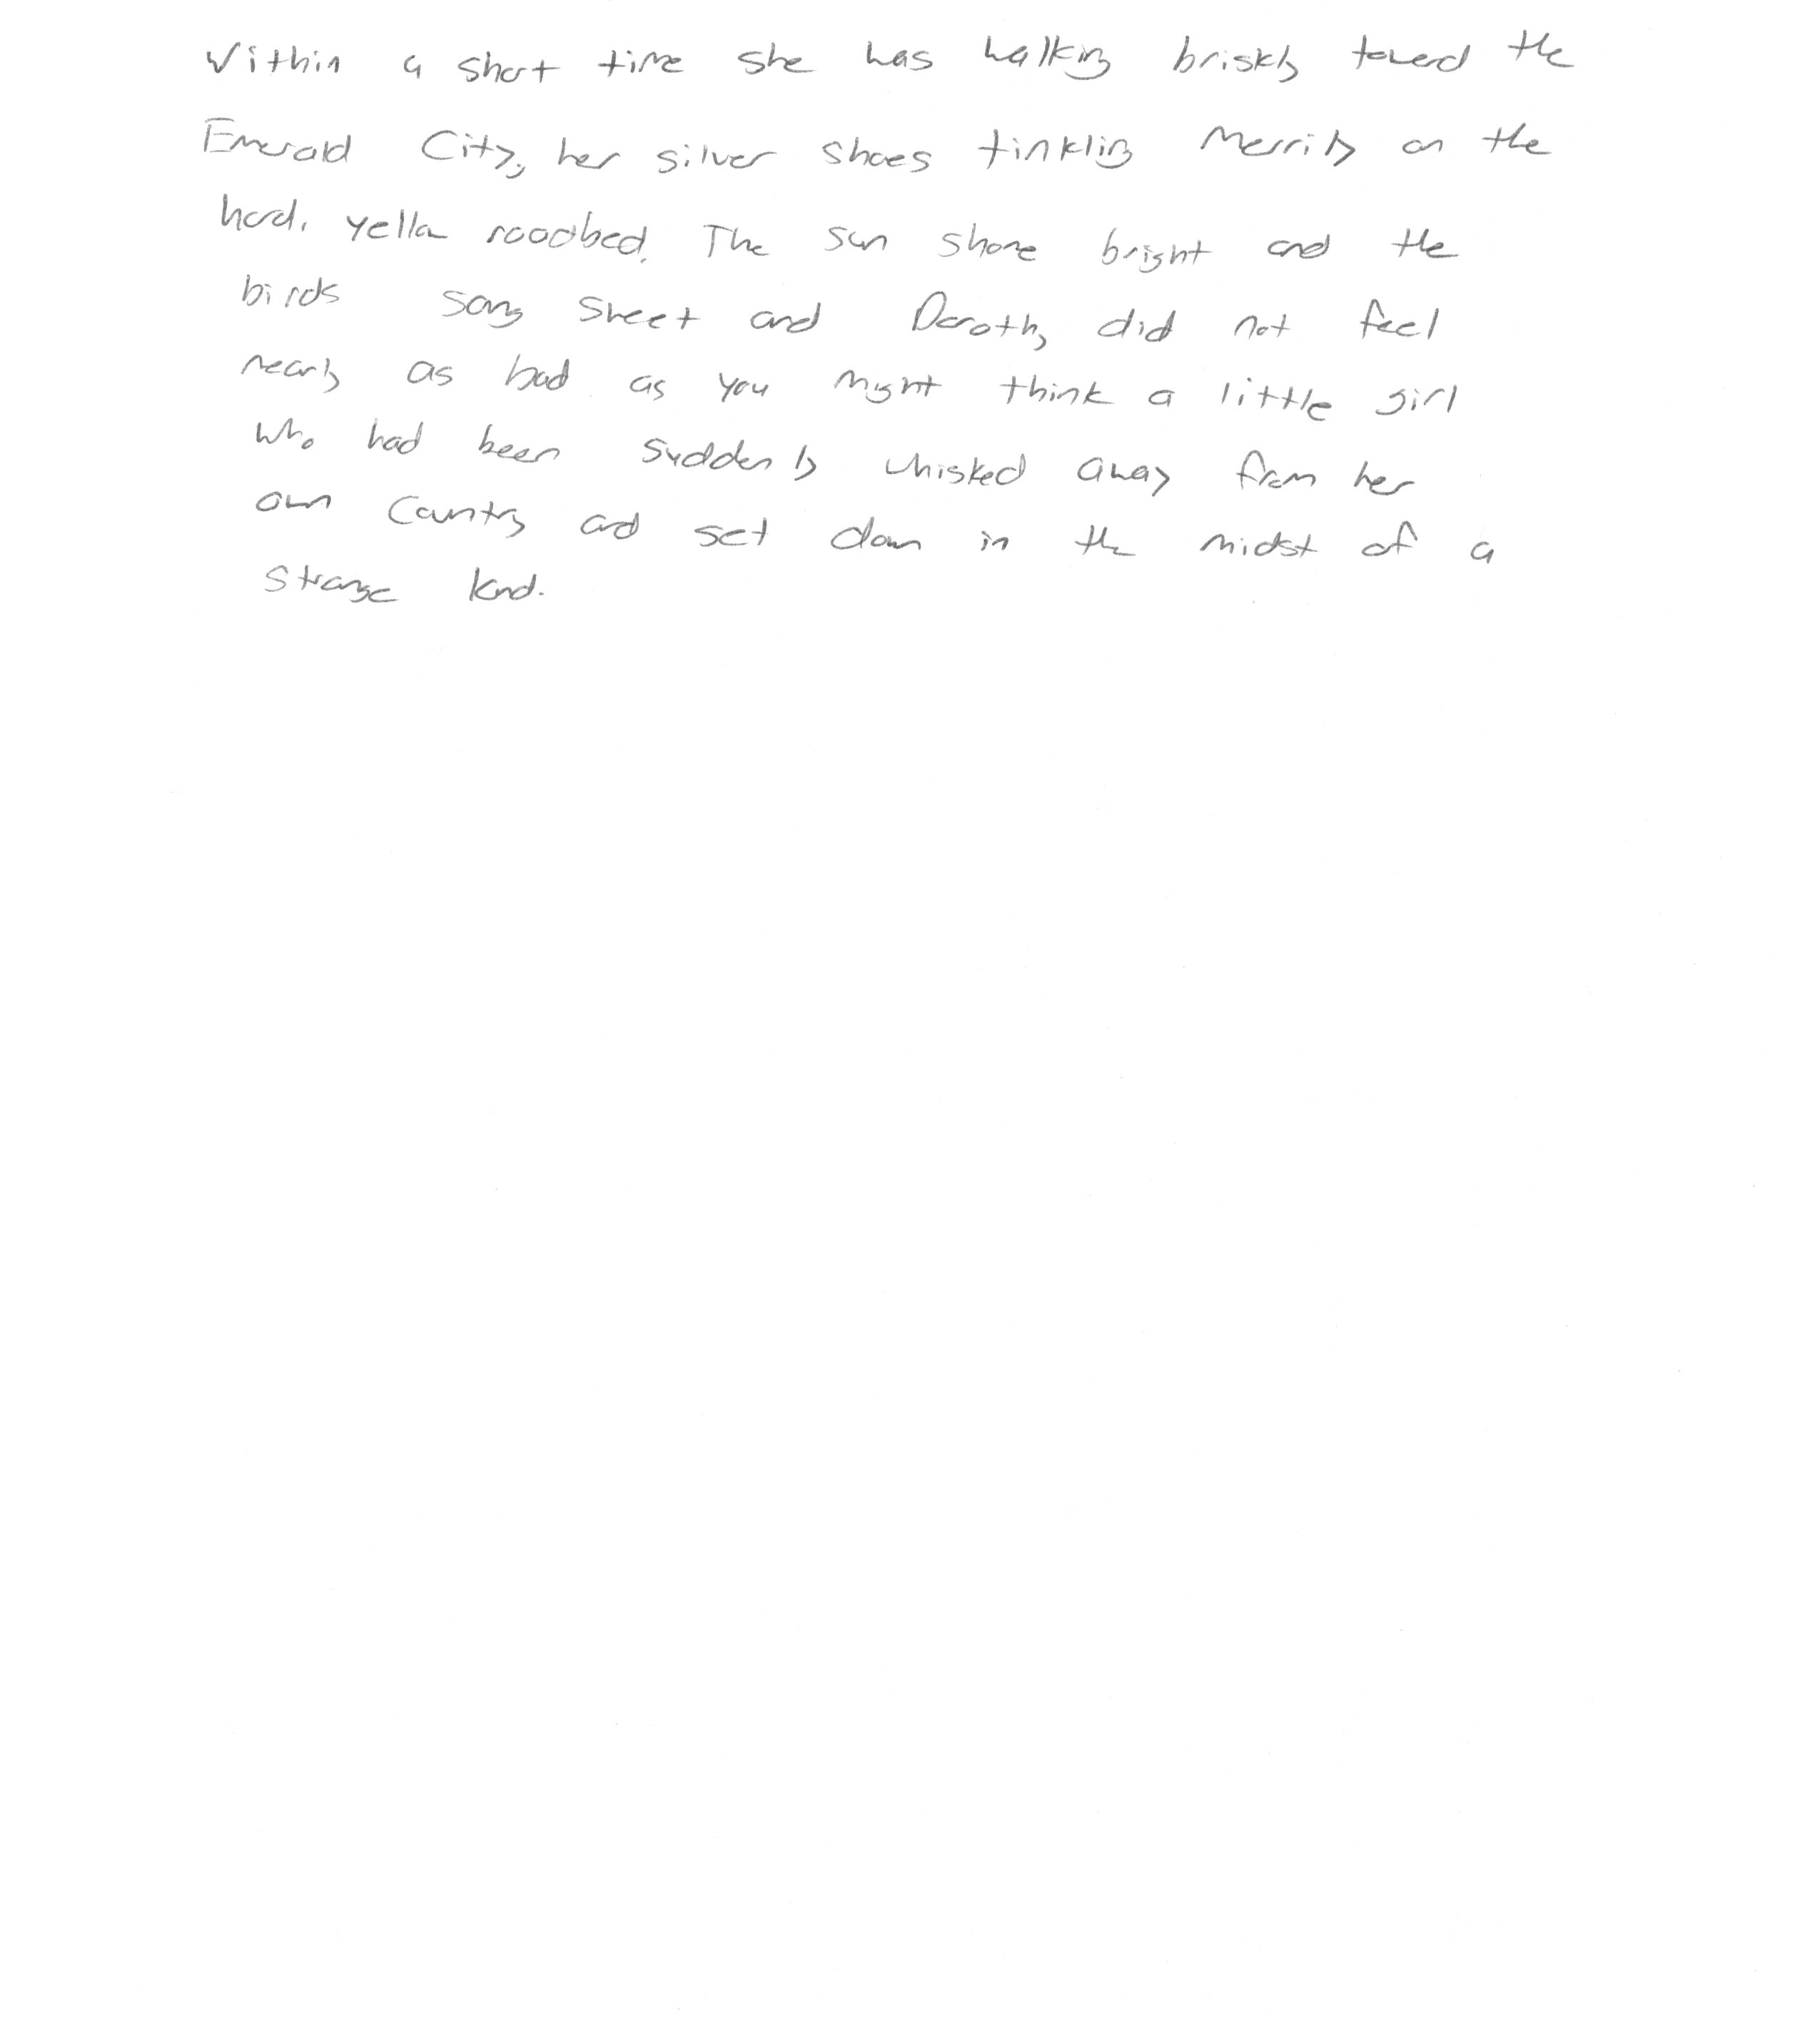 Within a short time she was walking briskly toward the
Emerald City, her silver shoes tinkling merrily on the
hard, yellow roadbed. The sun shone bright and the
birds sang sweet and Dorothy did not feel
nearly as bad as you might think a little girl
who had been suddenly whisked away from her
own country and set down in the midst of a
strange land.